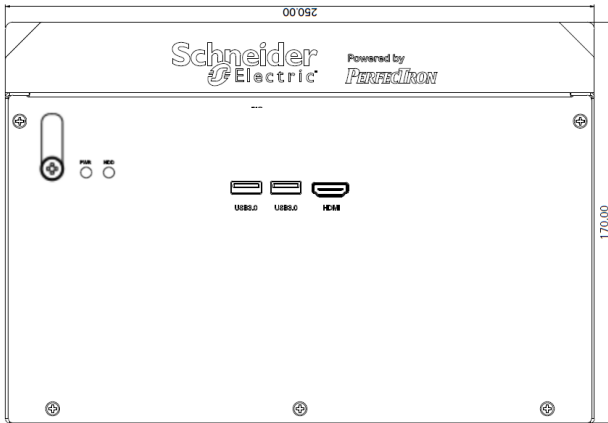 250.00
Schneider
Electric
Powered by
PERFECTRON
PWR HDD
USB3.0 USB3.0 HDMI
170.00